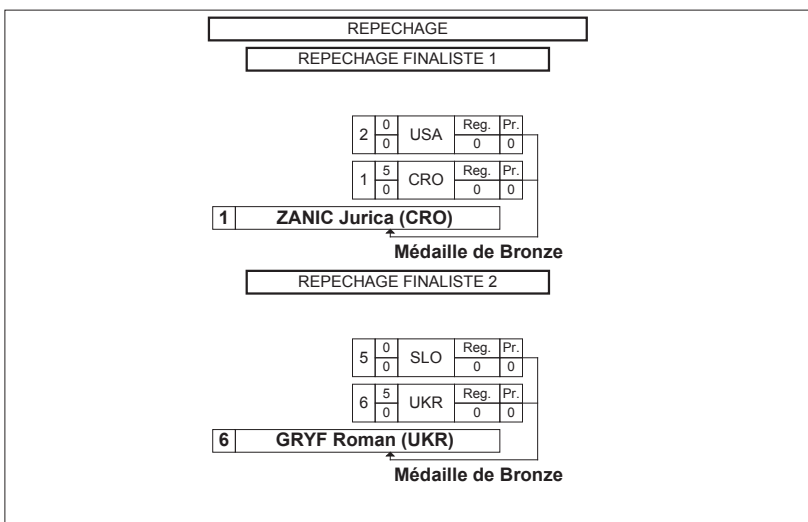 REPECHAGE
REPECHAGE FINALISTE 1
2 0 USA Reg. Pr.
0 0 0
1 5 CRO Reg. Pr.
0 0 0
1 ZANIC Jurica (CRO)
Médaille de Bronze
REPECHAGE FINALISTE 2
5 0 SLO Reg. Pr.
0 0 0
6 5 UKR Reg. Pr.
0 0 0
6 GRYF Roman (UKR)
Médaille de Bronze